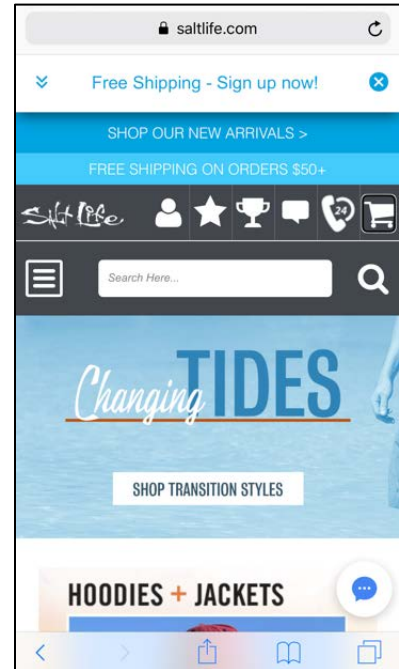 saltlife.com
Free Shipping - Sign up now!
SHOP OUR NEW ARRIVALS >
FREE SHIPPING ON ORDERS $50+
Salt Life
24
Search Here...
Changing TIDES
SHOP TRANSITION STYLES
HOODIES + JACKETS